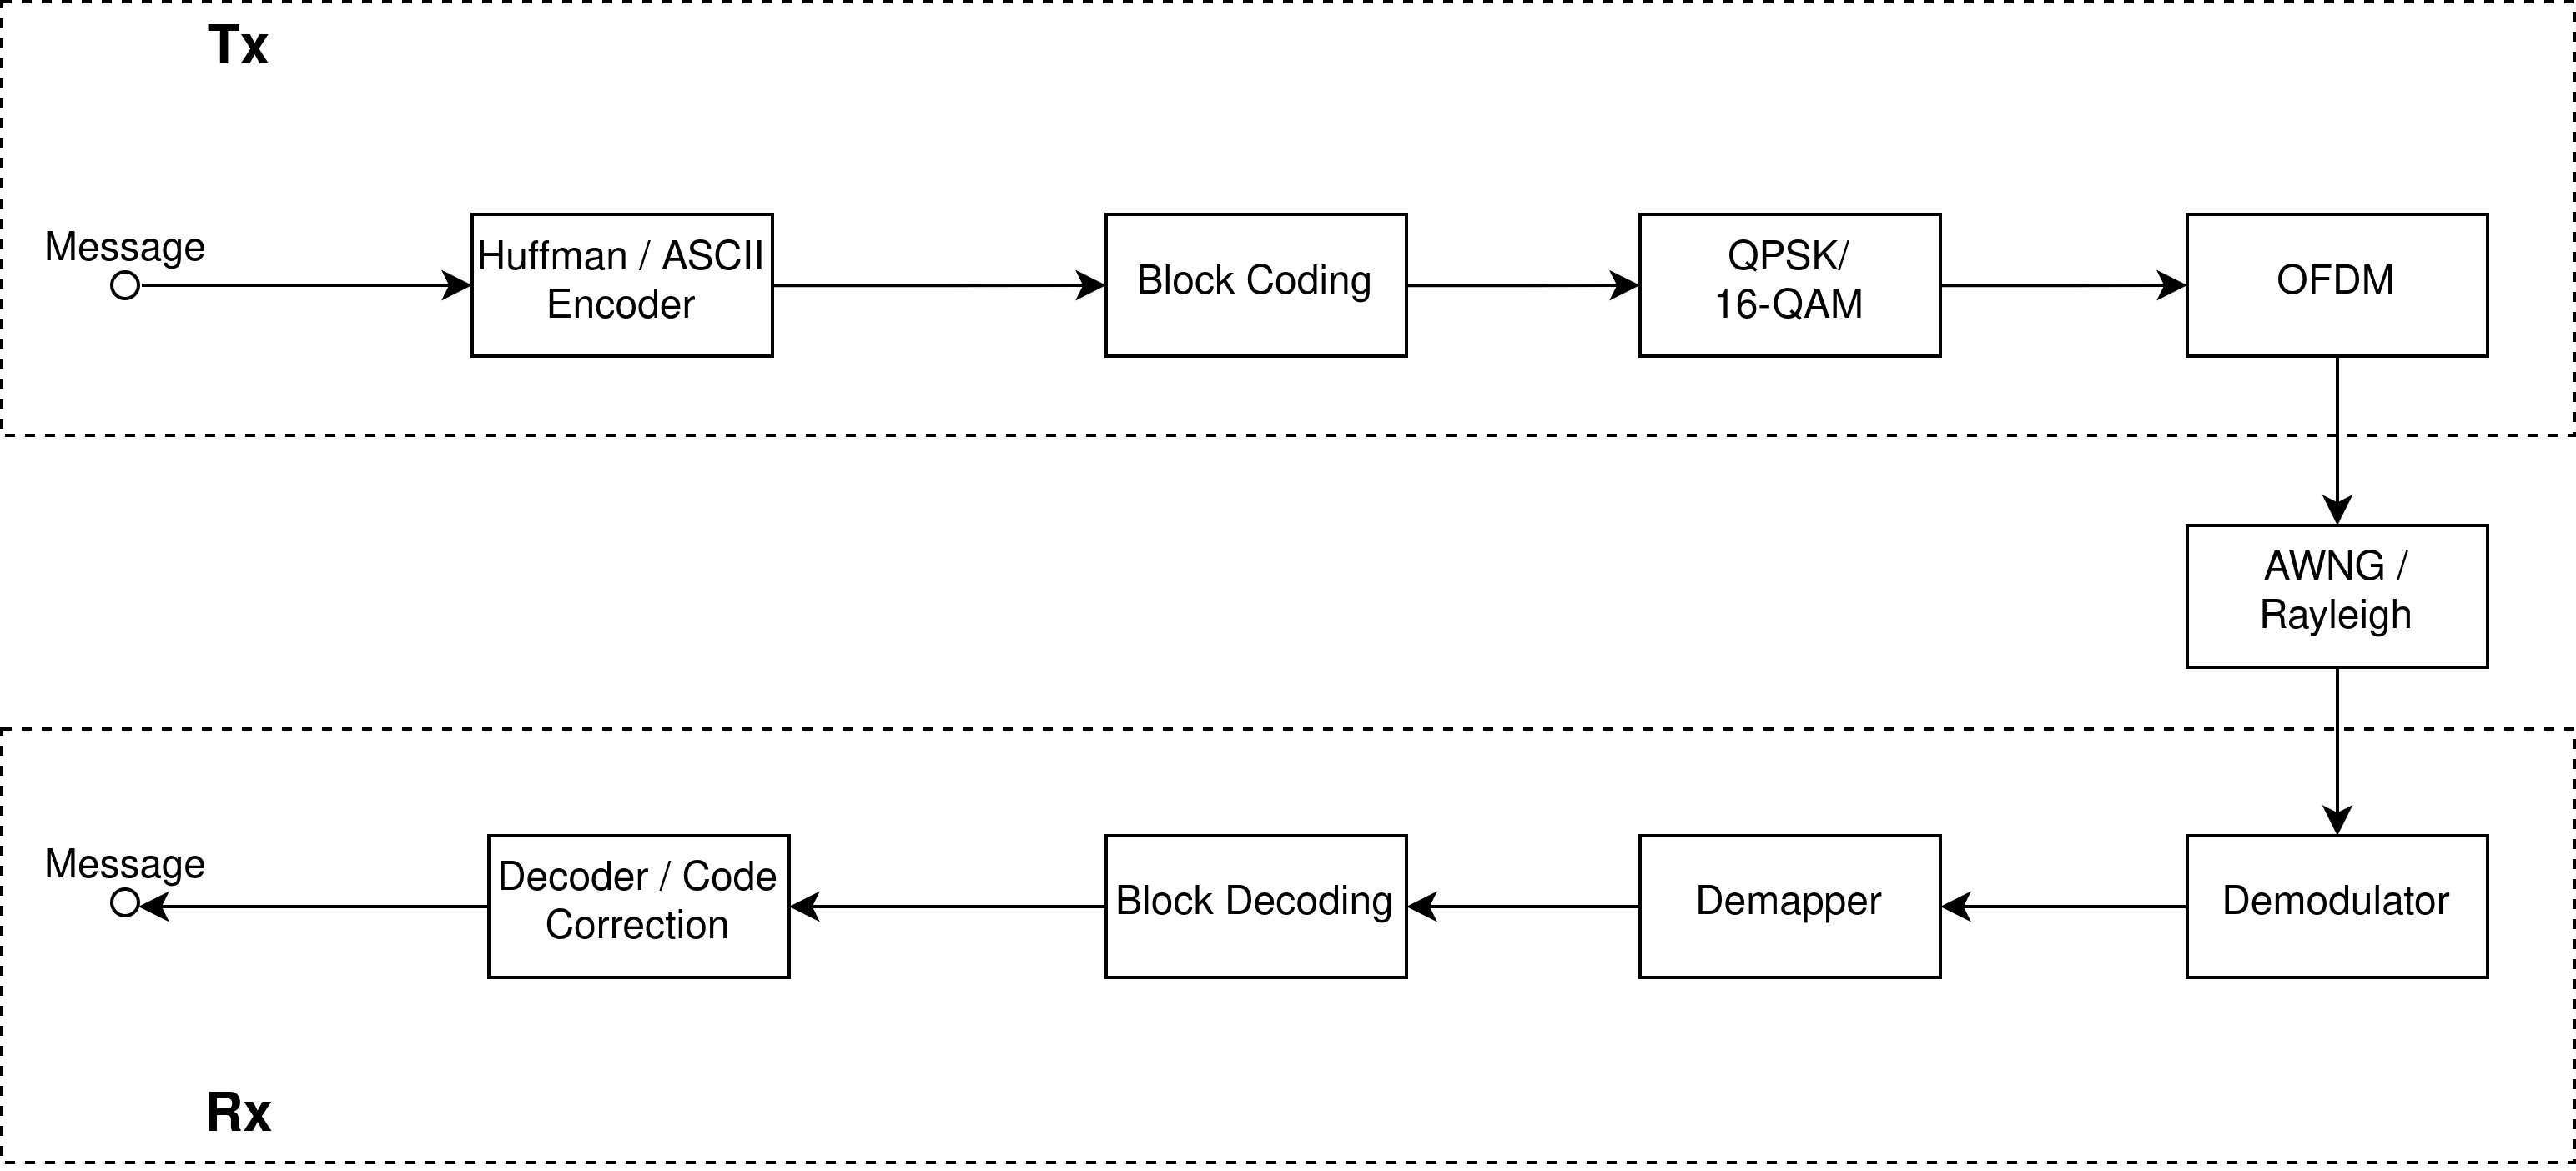 Tx
Message
Huffman / ASCII
Encoder
Block Coding
QPSK/
16-QAM
OFDM
AWNG /
Rayleigh
Message
Decoder / Code
Correction
Block Decoding
Demapper
Demodulator
Rx